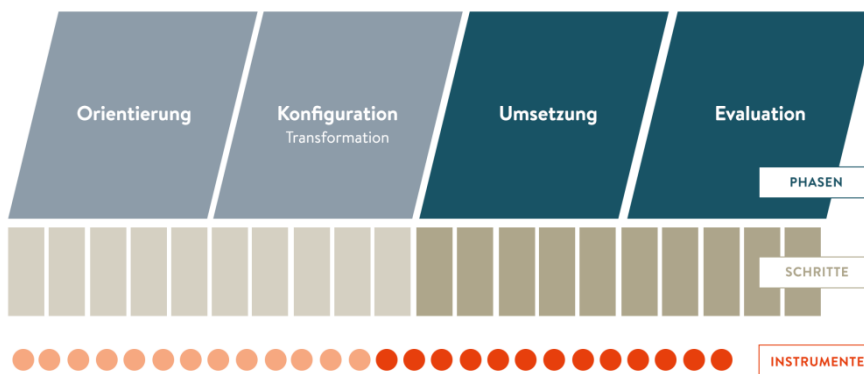 Orientierung
Konfiguration
Transformation
Umsetzung
Evaluation
PHASEN
SCHRITTE
INSTRUMENTE